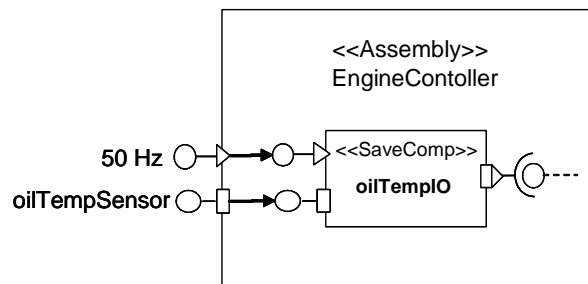 <<Assembly>>
EngineContoller
50 Hz
<<SaveComp>>
oilTempSensor
oilTempIO